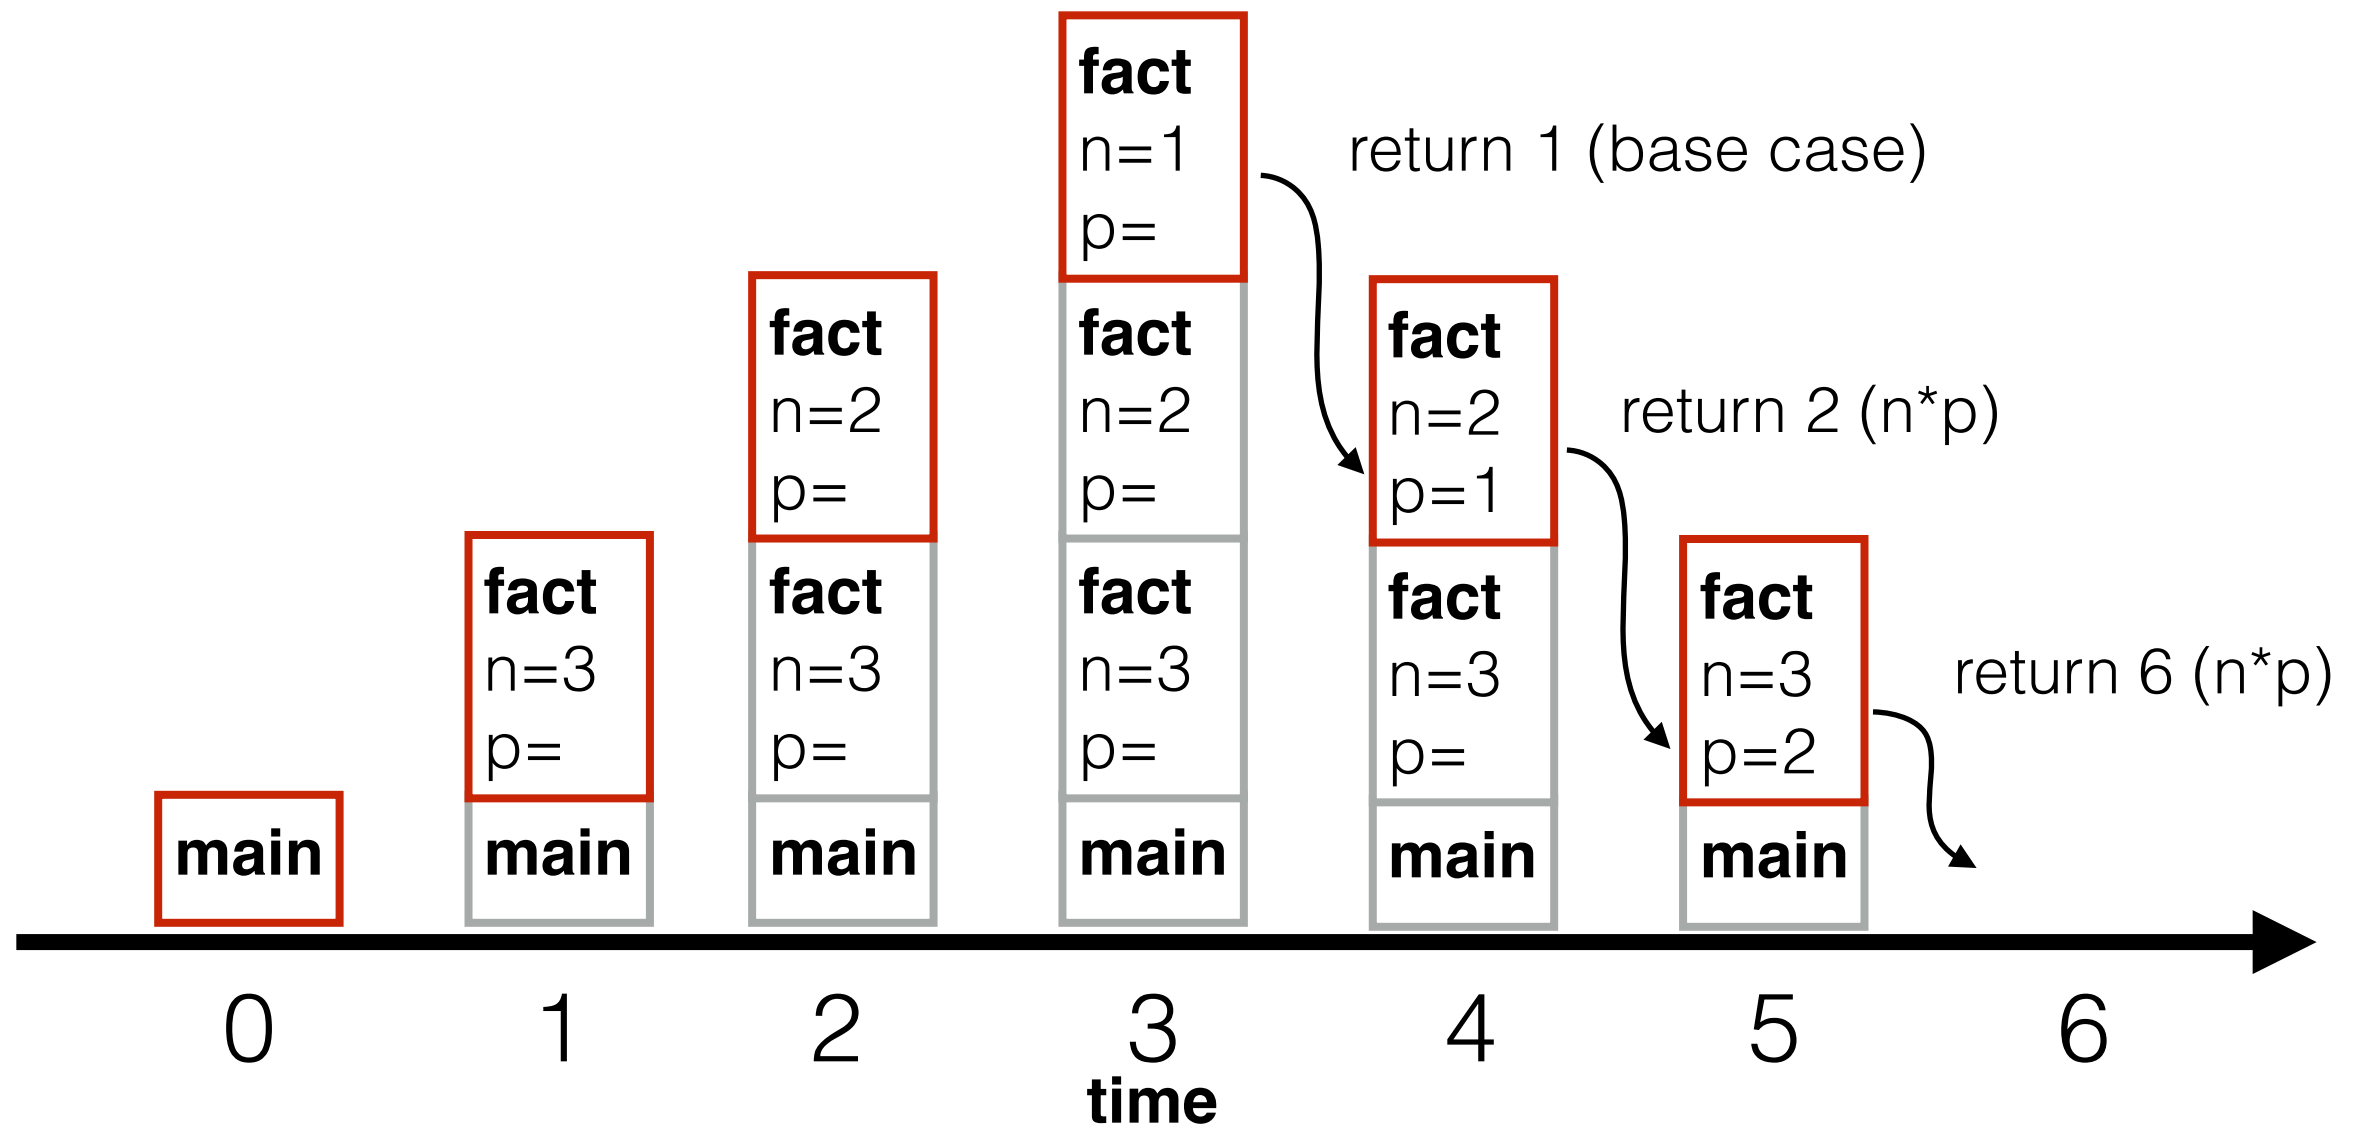 main
fact
n=3
p=
main
fact
n=2
p=
fact
n=3
p=
main
fact
n=1
p=
fact
n=2
p=
fact
n=3
p=
main
return 1 (base case)
fact
n=2
p=1
fact
n=3
p=
main
return 2 (n*p)
fact
n=3
p=2
main
return 6 (n*p)
0 1 2 3 4 5 6
time